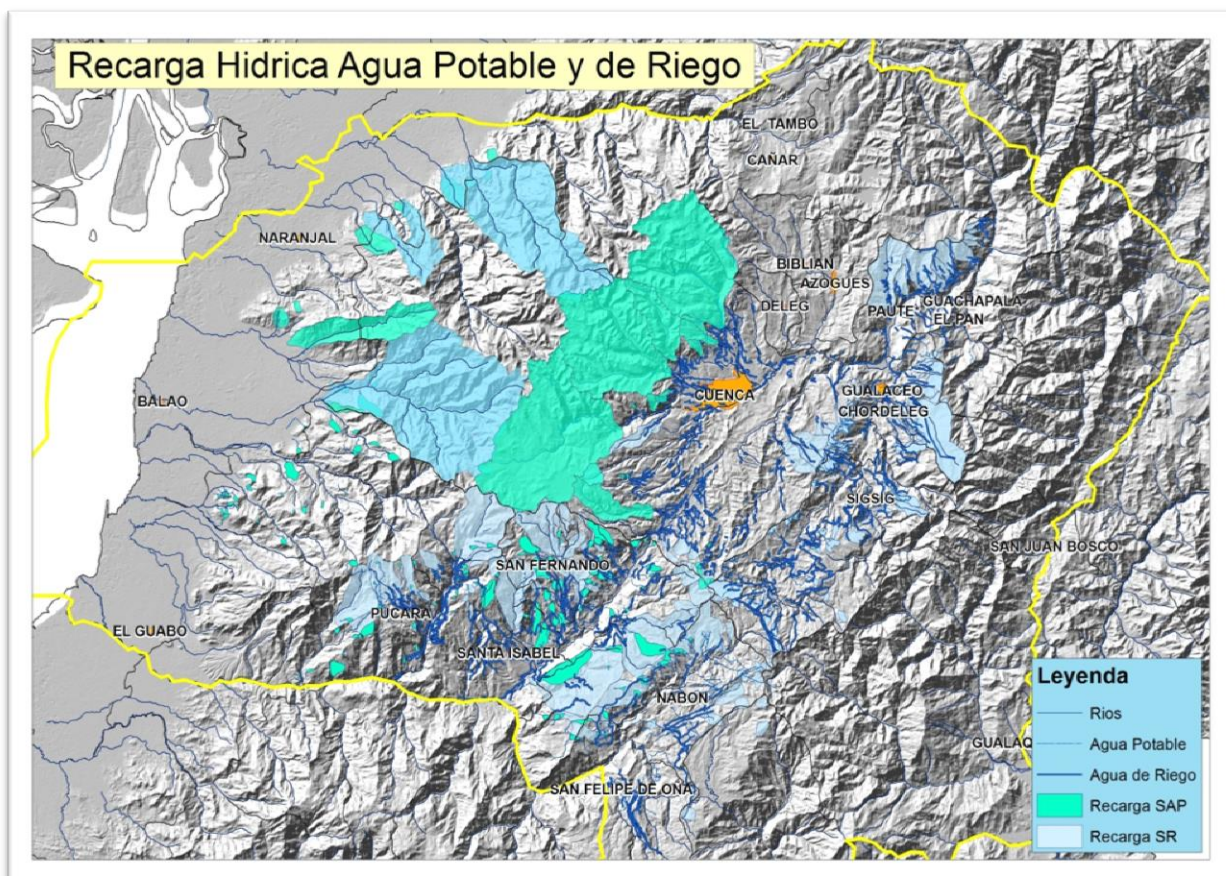 Recarga Hidrica Agua Potable y de Riego
EL TAMBO
CAÑAR
NARANJAL
BIBLIAN
AZOGUES
DELEG
GUACHAPALA
PAUTE
EL PAN
CUENCA
GUALACEO
CHORDELEG
BALAO
SIGSIG
SAN JUAN BOSCO
SAN FERNANDO
PUCARA
EL GUABO
SANTA ISABEL
NABON
GUALAQ
SAN FELIPE DE OÑA
Leyenda
Rios
Agua Potable
Agua de Riego
Recarga SAP
Recarga SR